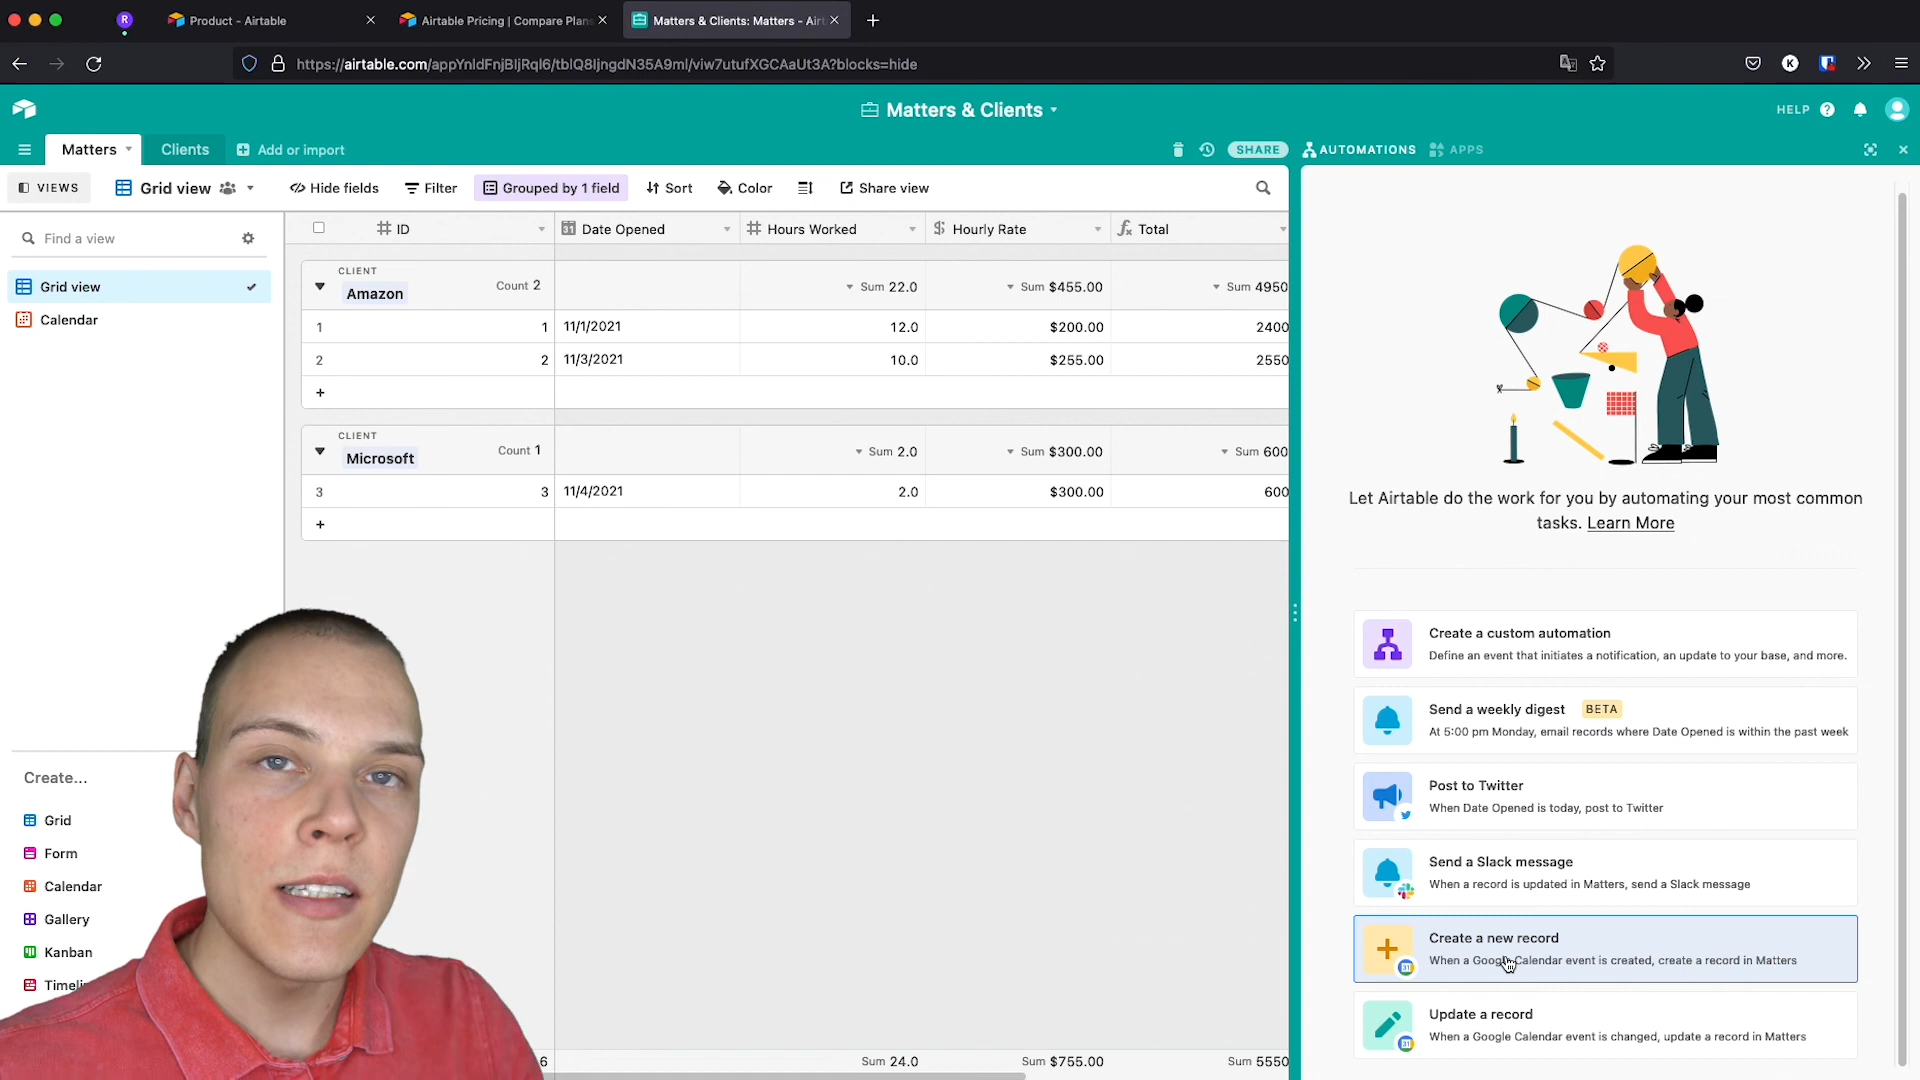 R
Product - Airtable
Airtable Pricing | Compare Plans
Matters & Clients: Matters - Airt
https://airtable.com/appYnIdFnjBIjRqI6/tblQ8IjngdN35A9ml/viw7utufXGCAaUt3A?blocks=hide
K
Matters & Clients
HELP
Matters
Clients
Add or import
SHARE
AUTOMATIONS
APPS
VIEWS
Grid view
Hide fields
Filter
Grouped by 1 field
Sort
Color
Share view
Find a view
Grid view
Calendar
ID
Date Opened
Hours Worked
Hourly Rate
Total
CLIENT
Amazon
Count 2
Sum 22.0
Sum $455.00
Sum 4950
1 1 11/1/2021 12.0 $200.00 2400
2 2 11/3/2021 10.0 $255.00 2550
+
CLIENT
Microsoft
Count 1
Sum 2.0
Sum $300.00
Sum 600
3 3 11/4/2021 2.0 $300.00 600
+
Sum 24.0
Sum $755.00
Sum 5550
Create...
Grid
Form
Calendar
Gallery
Kanban
Let Airtable do the work for you by automating your most common
tasks. Learn More
Create a custom automation
Define an event that initiates a notification, an update to your base, and more.
Send a weekly digest BETA
At 5:00 pm Monday, email records where Date Opened is within the past week
Post to Twitter
When Date Opened is today, post to Twitter
Send a Slack message
When a record is updated in Matters, send a Slack message
Create a new record
When a Google Calendar event is created, create a record in Matters
Update a record
When a Google Calendar event is changed, update a record in Matters